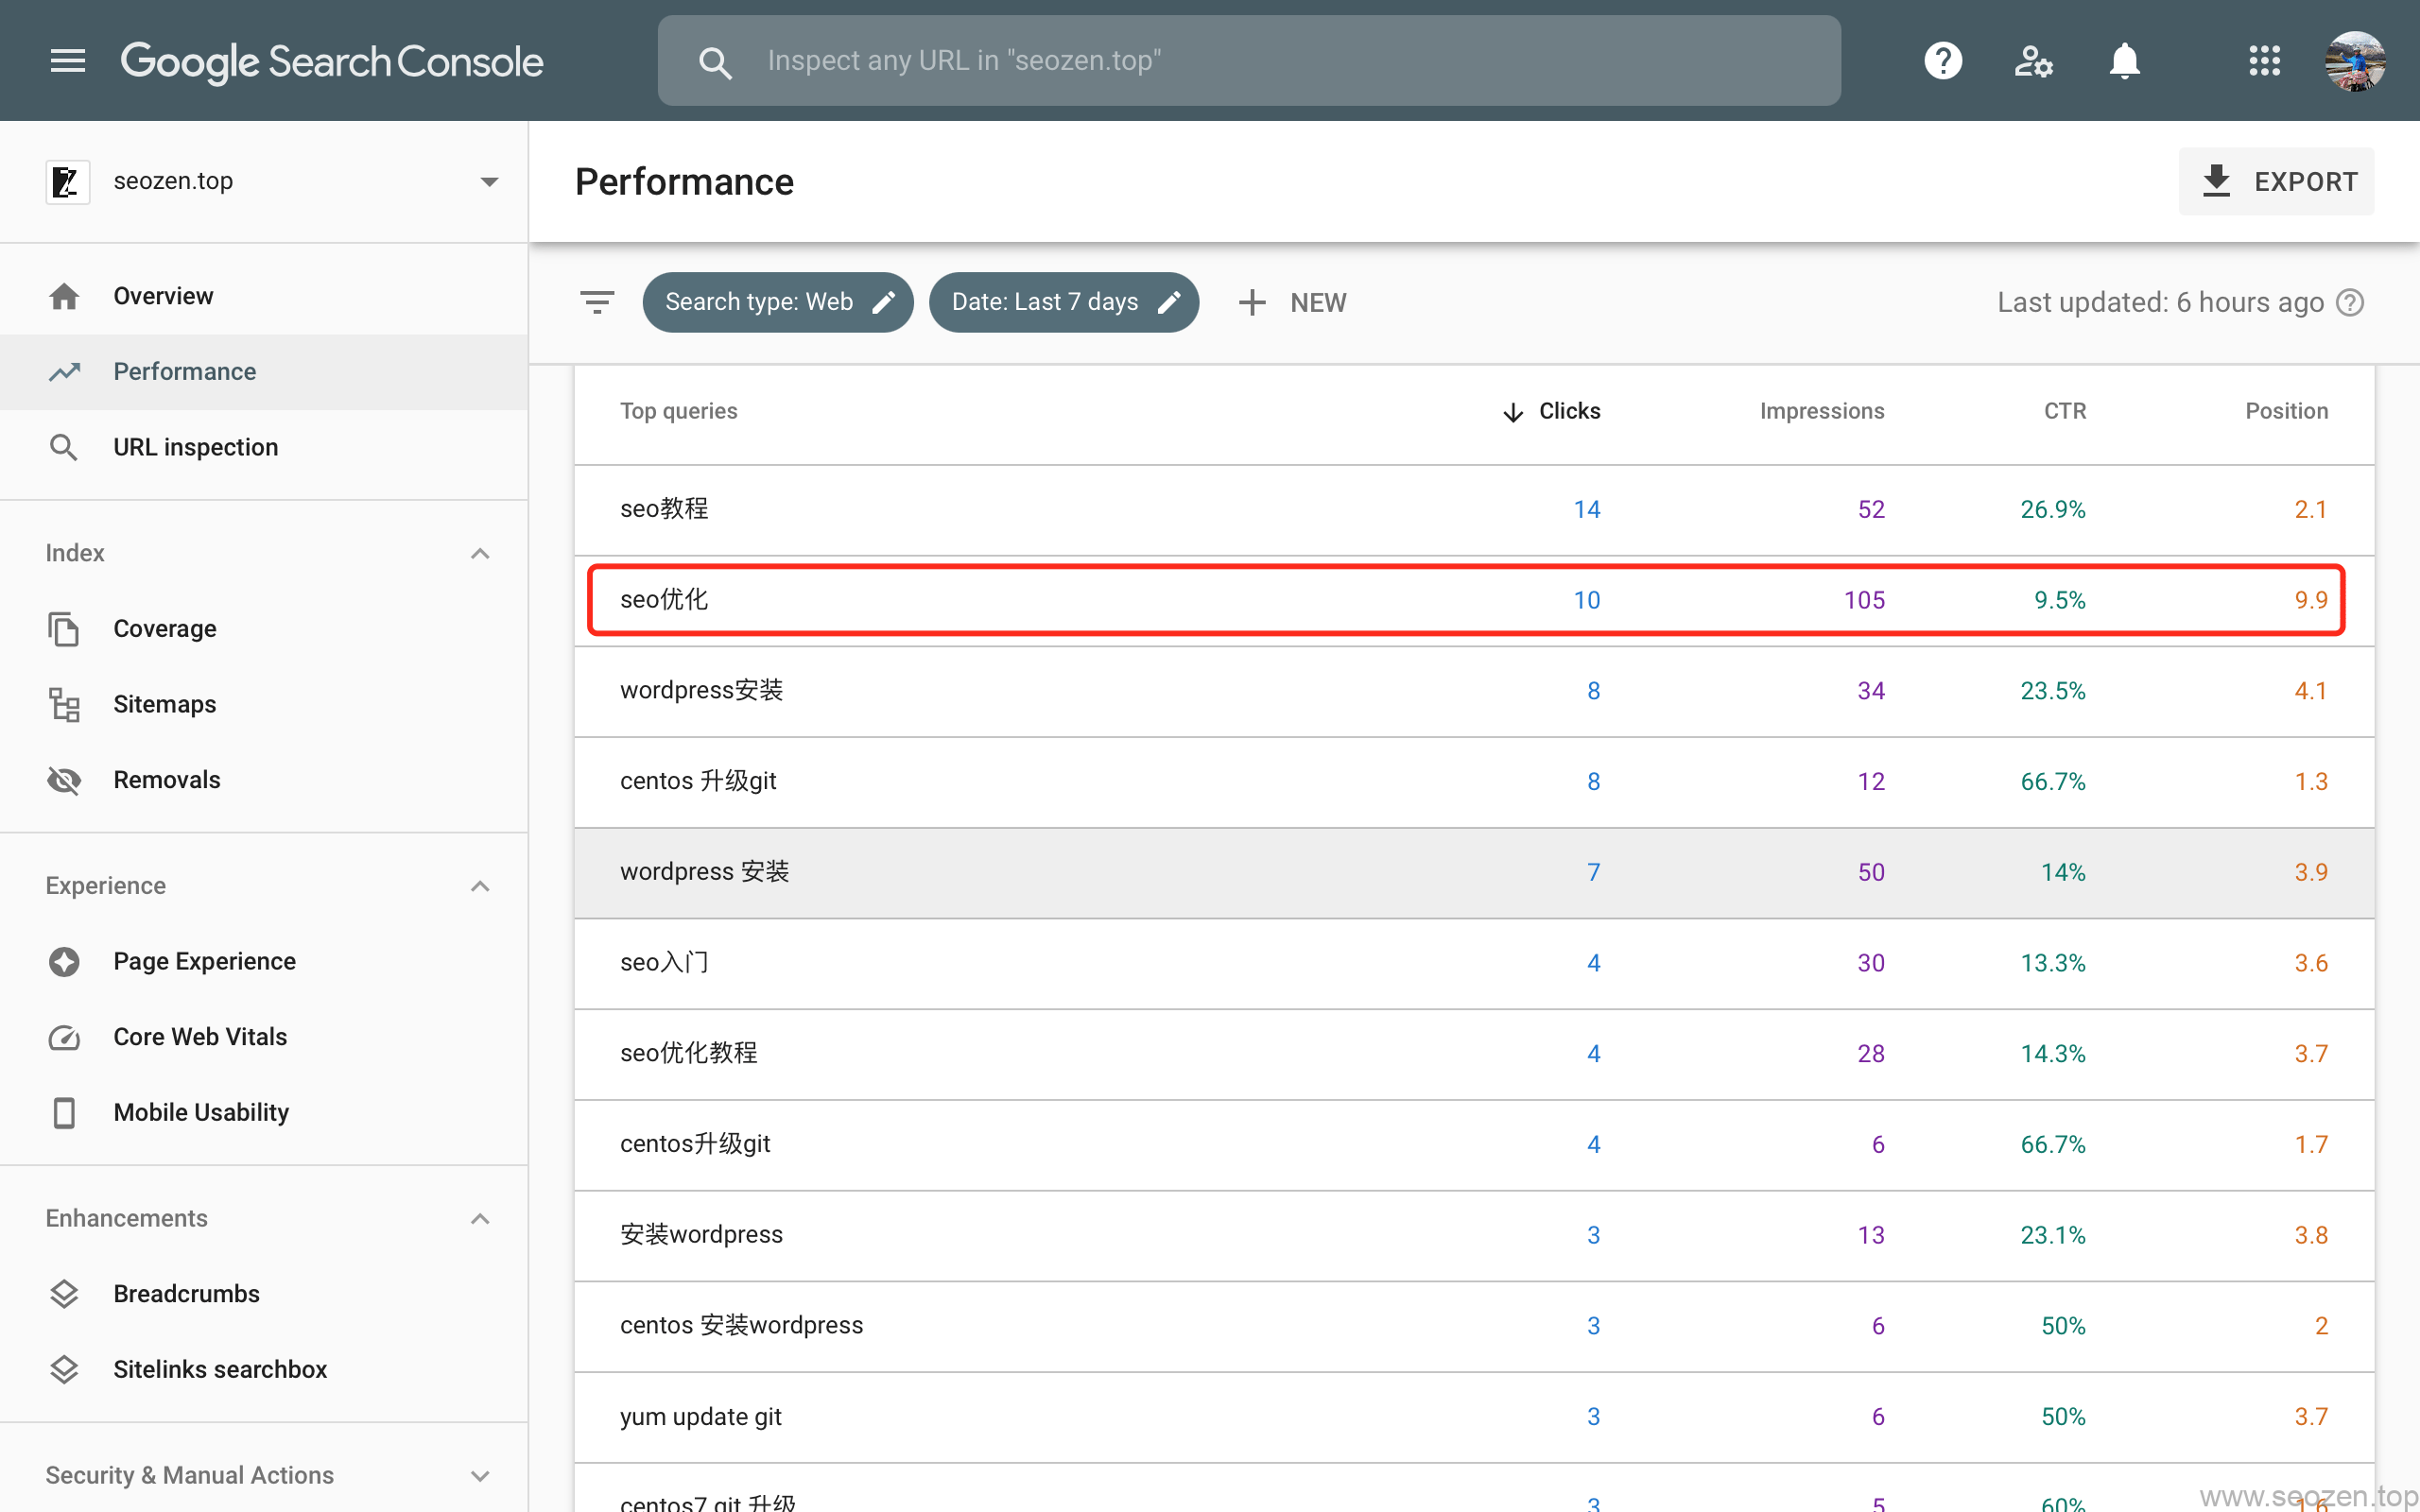 Google Search Console
Inspect any URL in "seozen.top"
seozen.top
Performance
EXPORT
Overview
Performance
URL inspection
Index
Coverage
Sitemaps
Removals
Experience
Page Experience
Core Web Vitals
Mobile Usability
Enhancements
Breadcrumbs
Sitelinks searchbox
Security & Manual Actions
Search type: Web
Date: Last 7 days
NEW
Last updated: 6 hours ago
Top queries Clicks Impressions CTR Position
seo教程 14 52 26.9% 2.1
seo优化 10 105 9.5% 9.9
wordpress安装 8 34 23.5% 4.1
centos 升级git 8 12 66.7% 1.3
wordpress 安装 7 50 14% 3.9
seo入门 4 30 13.3% 3.6
seo优化教程 4 28 14.3% 3.7
centos升级git 4 6 66.7% 1.7
安装wordpress 3 13 23.1% 3.8
centos 安装wordpress 3 6 50% 2
yum update git 3 6 50% 3.7
centos7 git 升级 3 5 60% 1.6
www.seozen.top